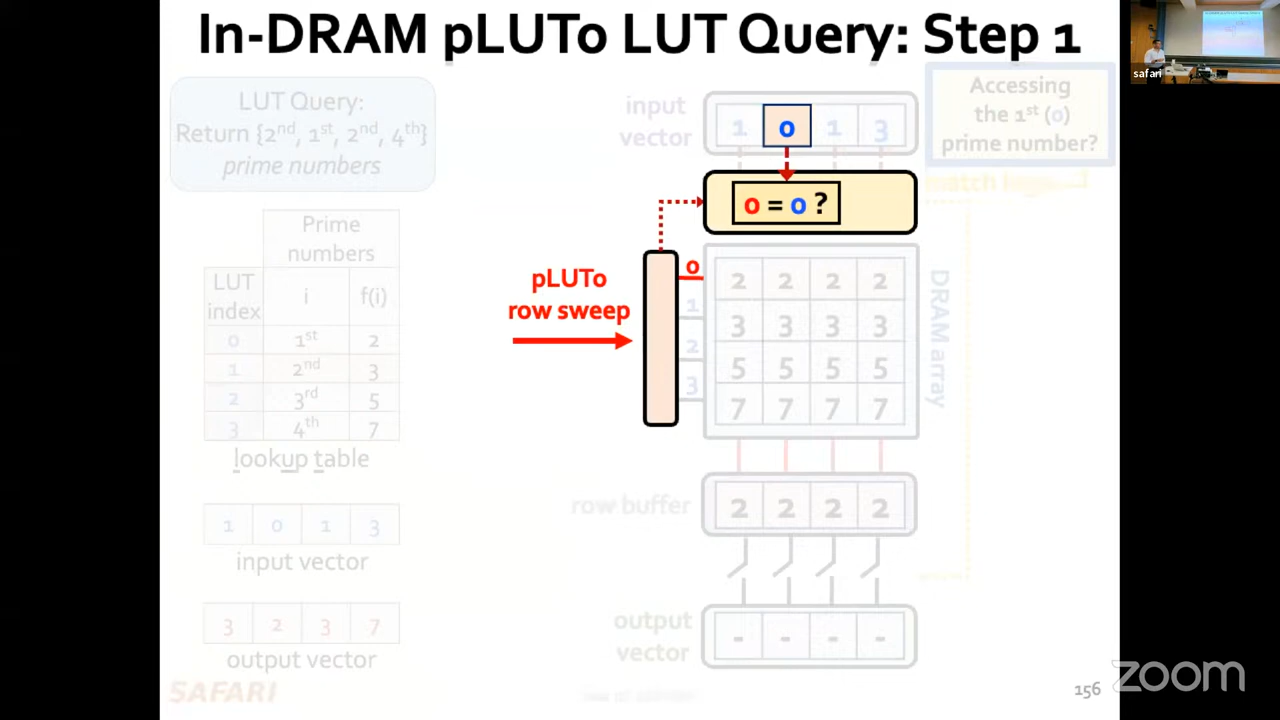 In-DRAM pLUTo LUT Query: Step 1
LUT Query:
Return {2nd, 1st, 2nd, 4th}
prime numbers
Prime
numbers
LUT
index
i
f(i)
0 1st 2
1 2nd 3
2 3rd 5
3 4th 7
lookup table
1 0 1 3
input vector
3 2 3 7
output vector
SAFARI
input
vector
1 0 1 3
0 = 0 ?
pLUTo
row sweep
0
1
2
3
2 2 2 2
3 3 3 3
5 5 5 5
7 7 7 7
DRAM array
row buffer
2 2 2 2
output
vector
- - - -
Accessing
the 1st (0)
prime number?
match logic
156
zoom
safari